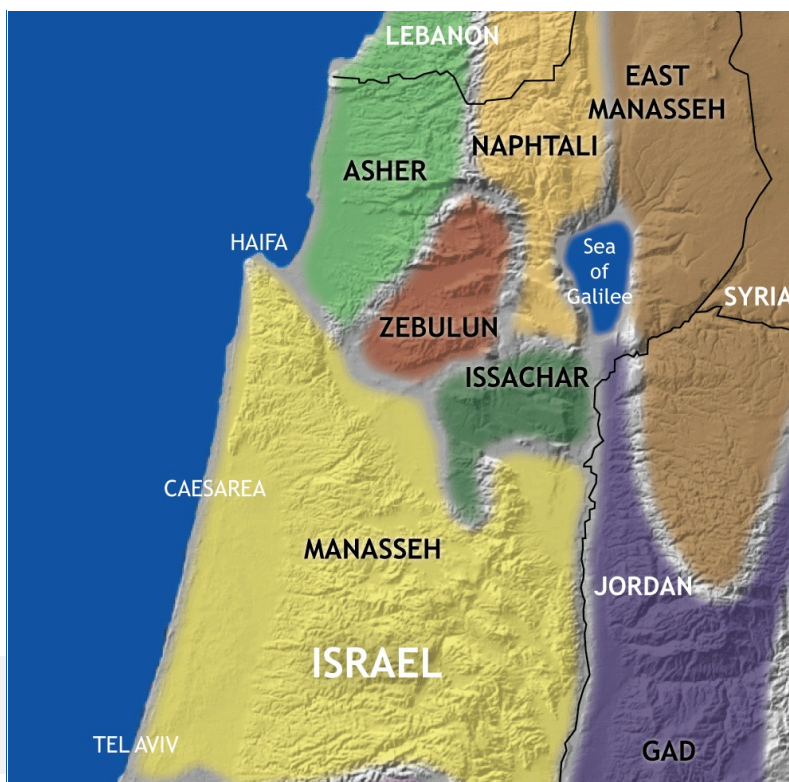 LEBANON
EAST
MANASSEH
NAPHTALI
ASHER
HAIFA
Sea
of
Galilee
SYRIA
ZEBULUN
ISSACHAR
CAESAREA
MANASSEH
JORDAN
ISRAEL
TEL AVIV
GAD